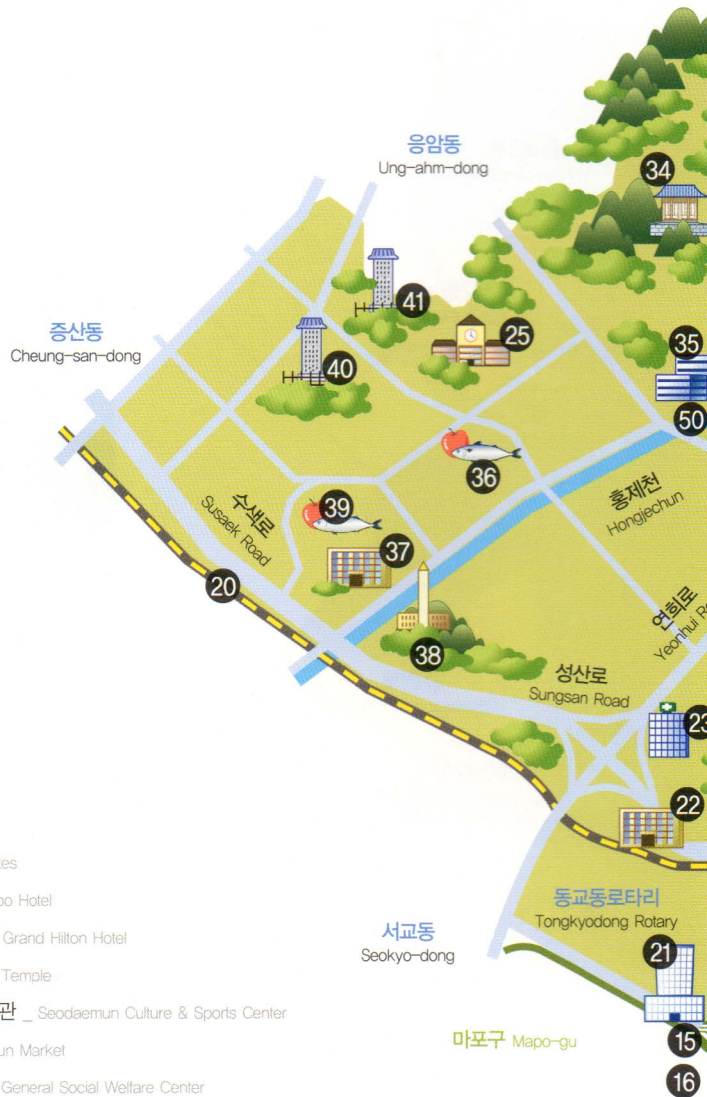 응암동
Ung-ahm-dong
34
증산동
Cheung-san-dong
41
25
40
35
50
36
39
37
수색로
Susaek Road
홍제천
Hongjechun
20
38
연희로
Yeonhui
성산로
Sungsan Road
23
22
동교동로타리
Tongkyodong Rotary
서교동
Seokyo-dong
21
마포구 Mapo-gu
15
16
Hotel
Grand Hilton Hotel
Temple
관 _ Seodaemun Culture & Sports Center
Market
General Social Welfare Center